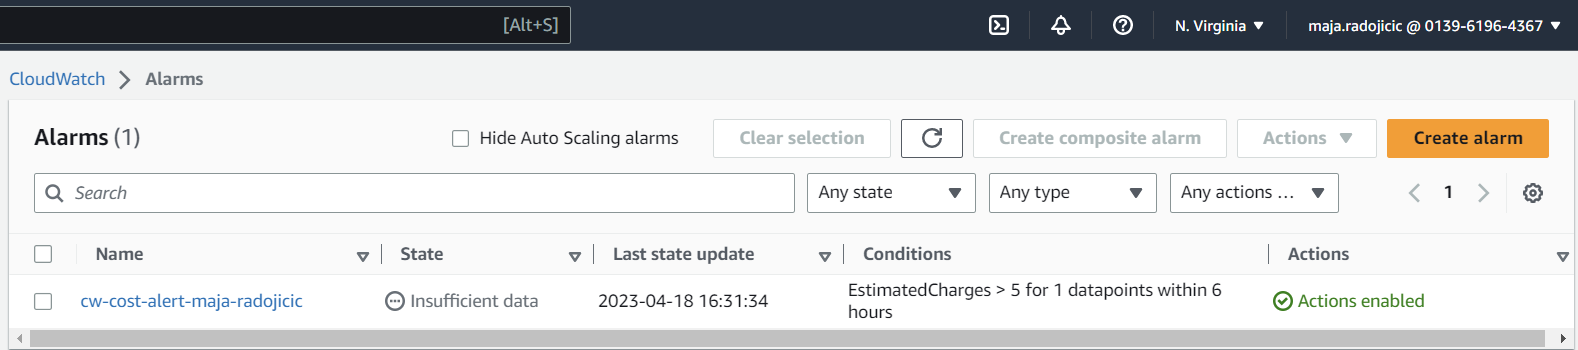 [Alt+S]
N. Virginia
maja.radojicic @ 0139-6196-4367
CloudWatch
Alarms
Alarms (1)
Hide Auto Scaling alarms
Clear selection
Create composite alarm
Actions
Create alarm
Search
Any state
Any type
Any actions ...
1
Name
State
Last state update
Conditions
Actions
cw-cost-alert-maja-radojicic
Insufficient data
2023-04-18 16:31:34
EstimatedCharges > 5 for 1 datapoints within 6
hours
Actions enabled